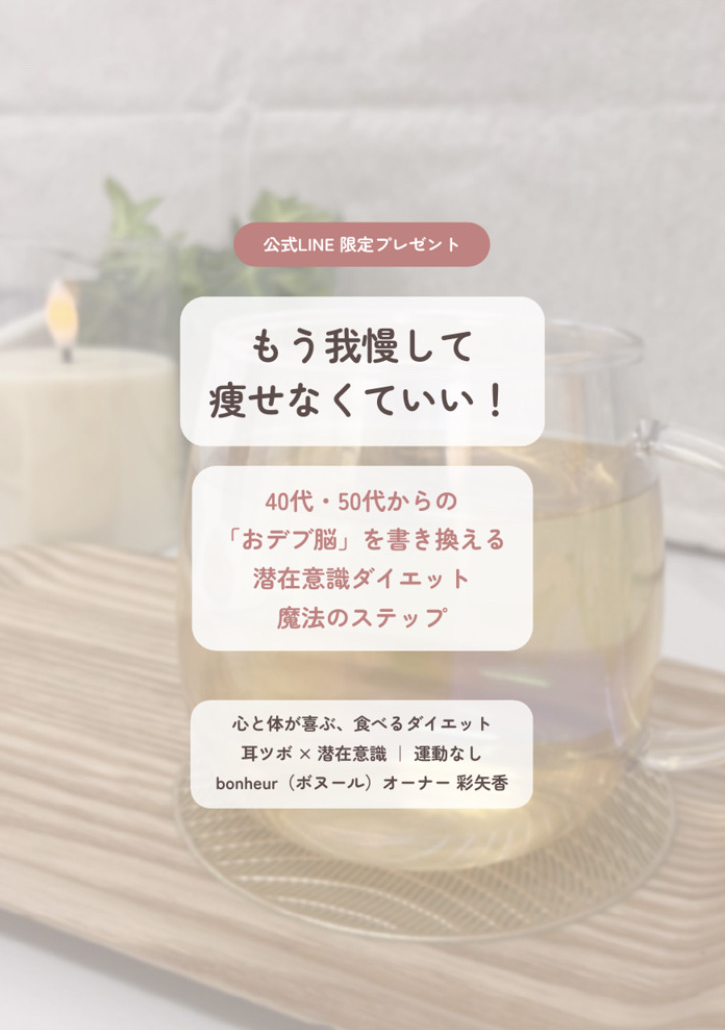 公式LINE 限定プレゼント
もう我慢して
痩せなくていい！
40代・50代からの
「おデブ脳」を書き換える
潜在意識ダイエット
魔法のステップ
心と体が喜ぶ、食べるダイエット
耳ツボ × 潜在意識 ｜ 運動なし
bonheur（ボヌール）オーナー 彩矢香